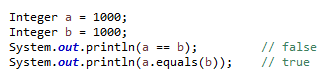 Integer a = 1000;
Integer b = 1000;
System.out.println(a == b);         // false
System.out.println(a.equals(b));    // true